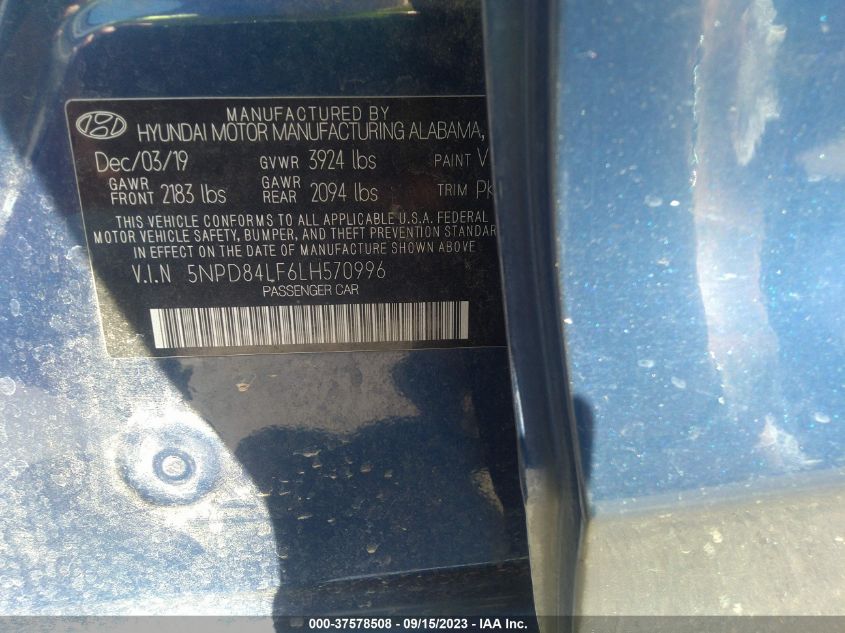 MANUFACTURED BY
HYUNDAI MOTOR MANUFACTURING ALABAMA,
Dec/03/19 GVWR 3924 lbs PAINT V
GAWR FRONT 2183 lbs GAWR REAR 2094 lbs TRIM PK
THIS VEHICLE CONFORMS TO ALL APPLICABLE U.S.A. FEDERAL
MOTOR VEHICLE SAFETY, BUMPER, AND THEFT PREVENTION STANDAR
IN EFFECT ON THE DATE OF MANUFACTURE SHOWN ABOVE
V.I.N 5NPD84LF6LH570996
PASSENGER CAR
000-37578508 - 09/15/2023 - IAA Inc.